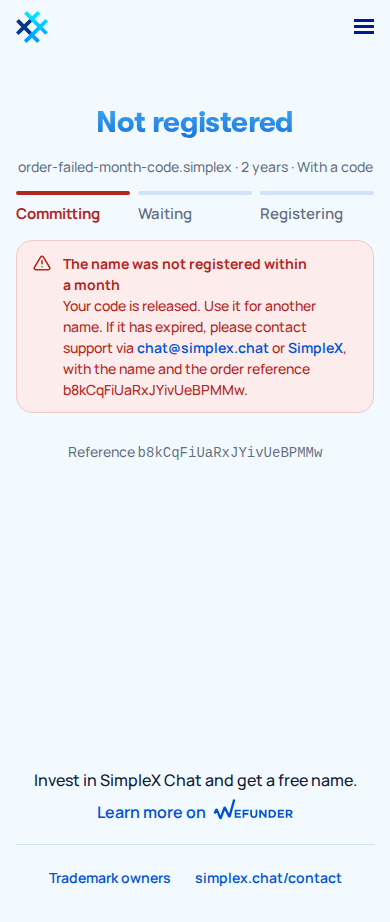 Not registered
order-failed-month-code.simplex · 2 years · With a code
Committing Waiting Registering
The name was not registered within
a month
Your code is released. Use it for another
name. If it has expired, please contact
support via chat@simplex.chat or SimpleX,
with the name and the order reference
b8kCqFiUaRxJYivUeBPMMw.
Reference b8kCqFiUaRxJYivUeBPMMw
Invest in SimpleX Chat and get a free name.
Learn more on WEFUNDER
Trademark owners simplex.chat/contact